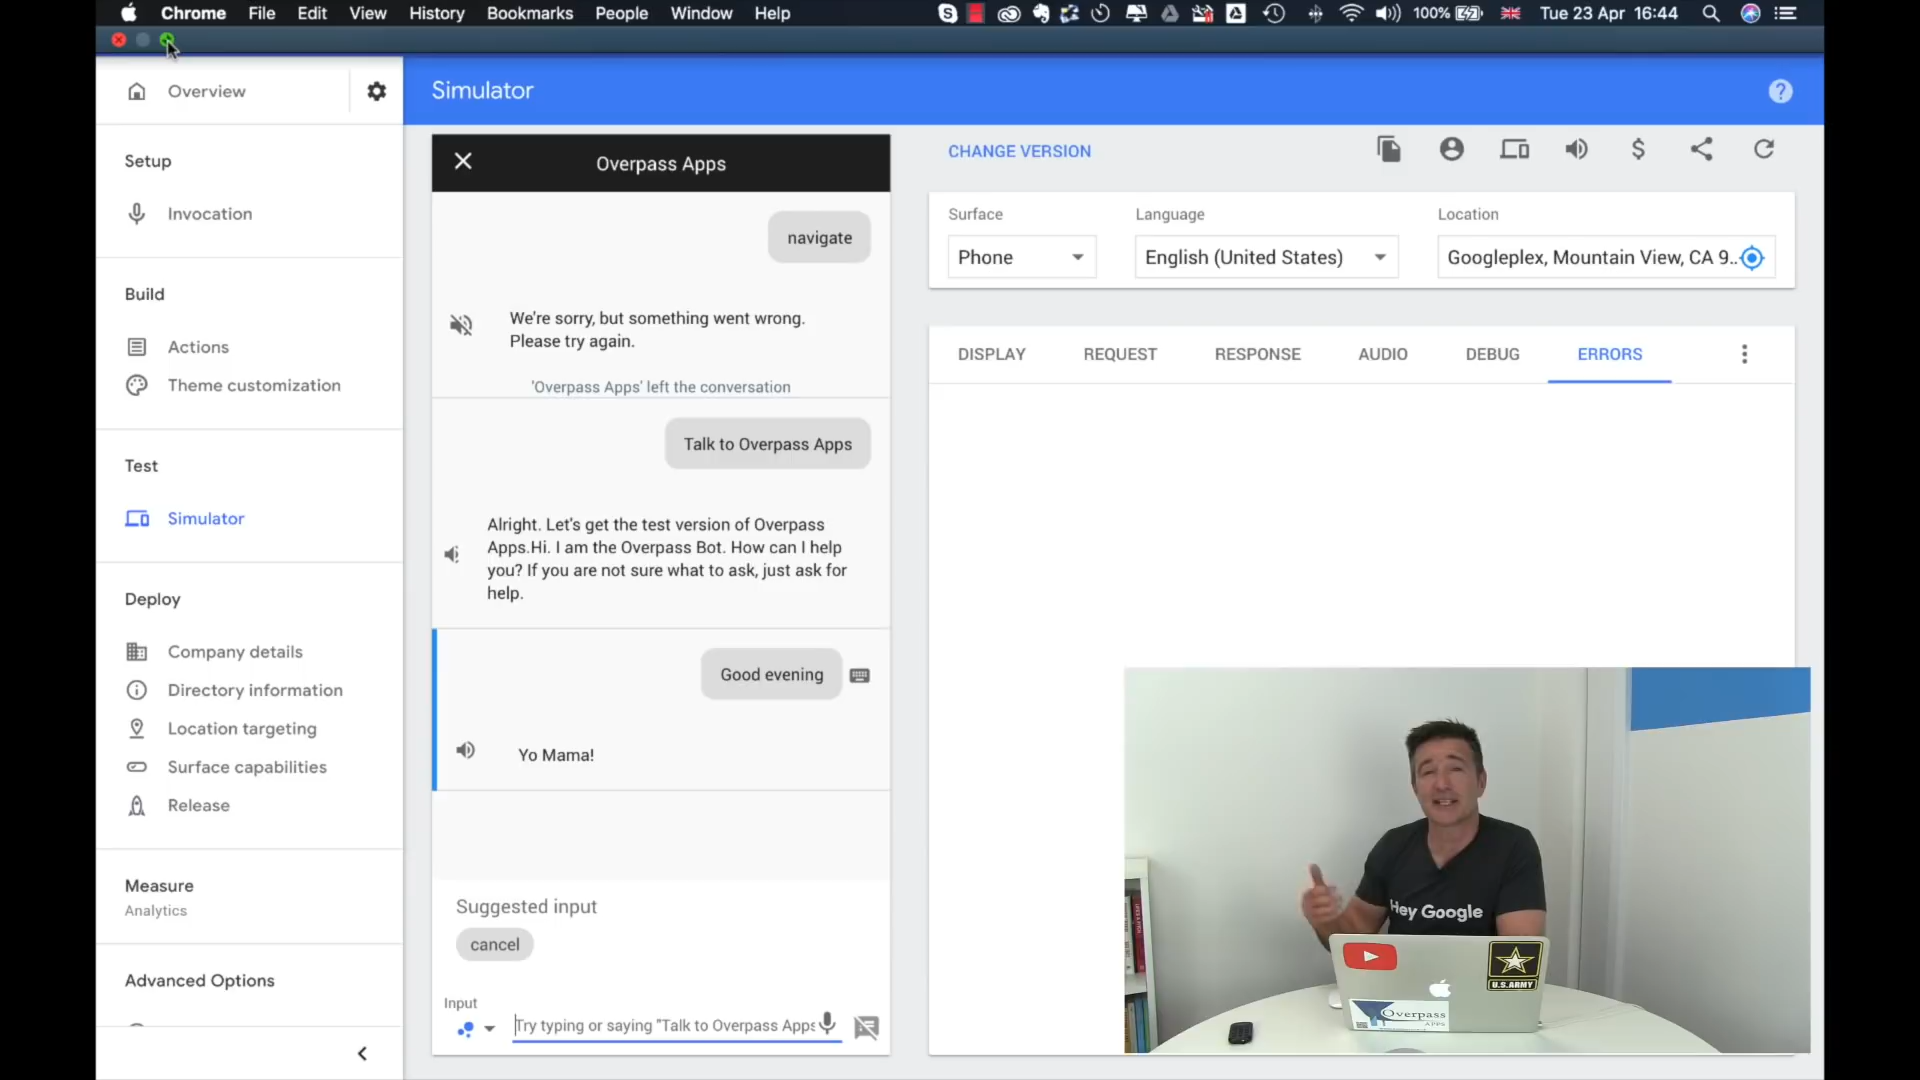 Chrome File Edit View History Bookmarks People Window Help 100% Tue 23 Apr 16:44
Overview
Simulator
Setup
Invocation
Build
Actions
Theme customization
Test
Simulator
Deploy
Company details
Directory information
Location targeting
Surface capabilities
Release
Measure
Analytics
Advanced Options
Overpass Apps
navigate
We're sorry, but something went wrong.
Please try again.
'Overpass Apps' left the conversation
Talk to Overpass Apps
Alright. Let's get the test version of Overpass
Apps.Hi. I am the Overpass Bot. How can I help
you? If you are not sure what to ask, just ask for
help.
Good evening
Yo Mama!
Suggested input
cancel
Input
Try typing or saying "Talk to Overpass Apps
CHANGE VERSION
Surface Language Location
Phone English (United States) Googleplex, Mountain View, CA 9..
DISPLAY REQUEST RESPONSE AUDIO DEBUG ERRORS
Hey Google
U.S.ARMY
Overpass
APPS